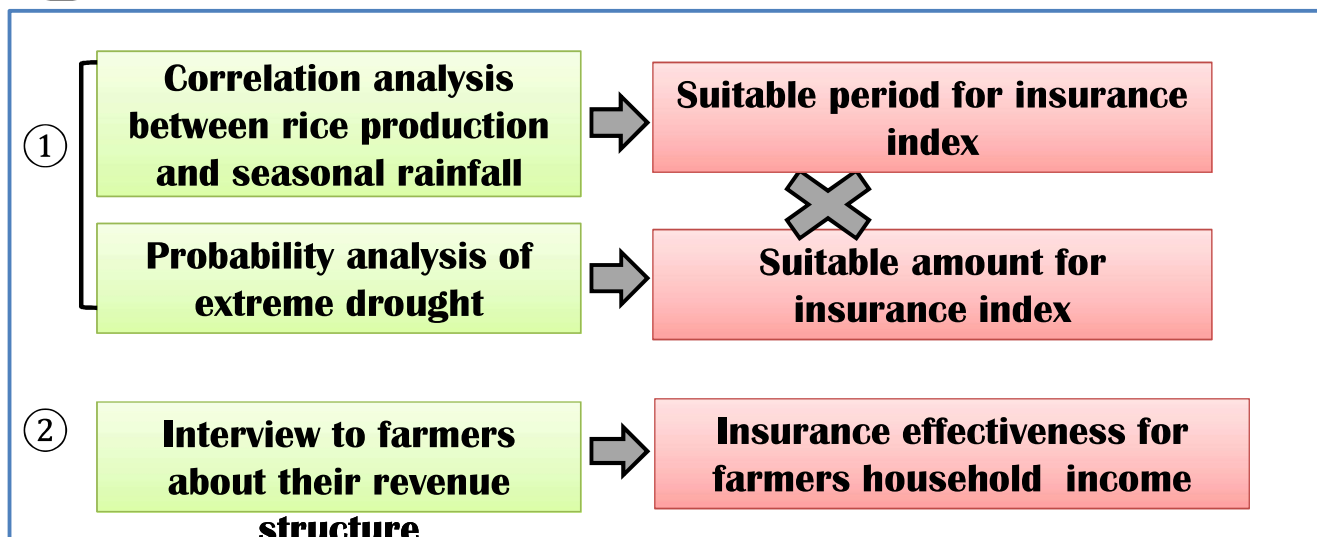 ①
Correlation analysis
between rice production
and seasonal rainfall
Suitable period for insurance
index
Probability analysis of
extreme drought
Suitable amount for
insurance index
②
Interview to farmers
about their revenue
structure
Insurance effectiveness for
farmers household income